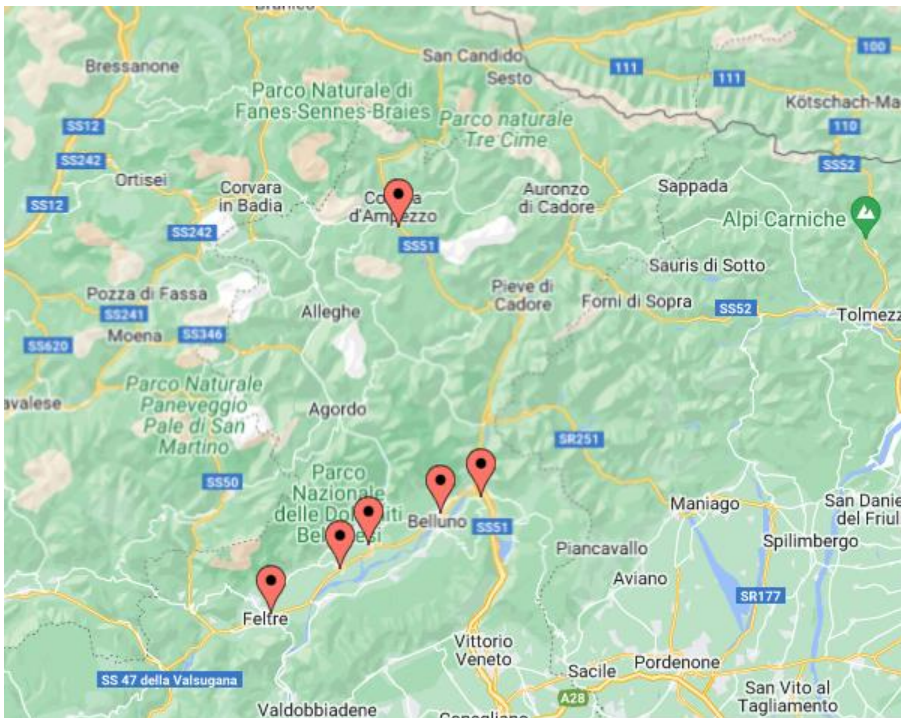 Bressanone
San Candido
Sesto
111
100
111
Parco Naturale di
Fanes-Sennes-Braies
Kötschach-Ma
Parco naturale
Tre Cime
SS12
110
SS242
SS52
Ortisei
Corvara
in Badia
Auronzo
di Cadore
Sappada
SS12
d'Ampezzo
Alpi Carniche
SS242
SS51
Sauris di Sotto
Pozza di Fassa
Pieve di
Cadore
Forni di Sopra
SS52
SS241
Alleghe
Tolmezz
Moena
SS346
SS620
Parco Naturale
Paneveggio
Pale di San
Martino
avalese
Agordo
SR251
Parco
Nazionale
delle Dolomiti
Bellunesi
SS50
Maniago
San Danie
del Friul
Belluno
SS51
Spilimbergo
Piancavallo
Aviano
SR177
Feltre
Vittorio
Veneto
Pordenone
Sacile
SS 47 della Valsugana
San Vito al
Tagliamento
A28
Valdobbiadene